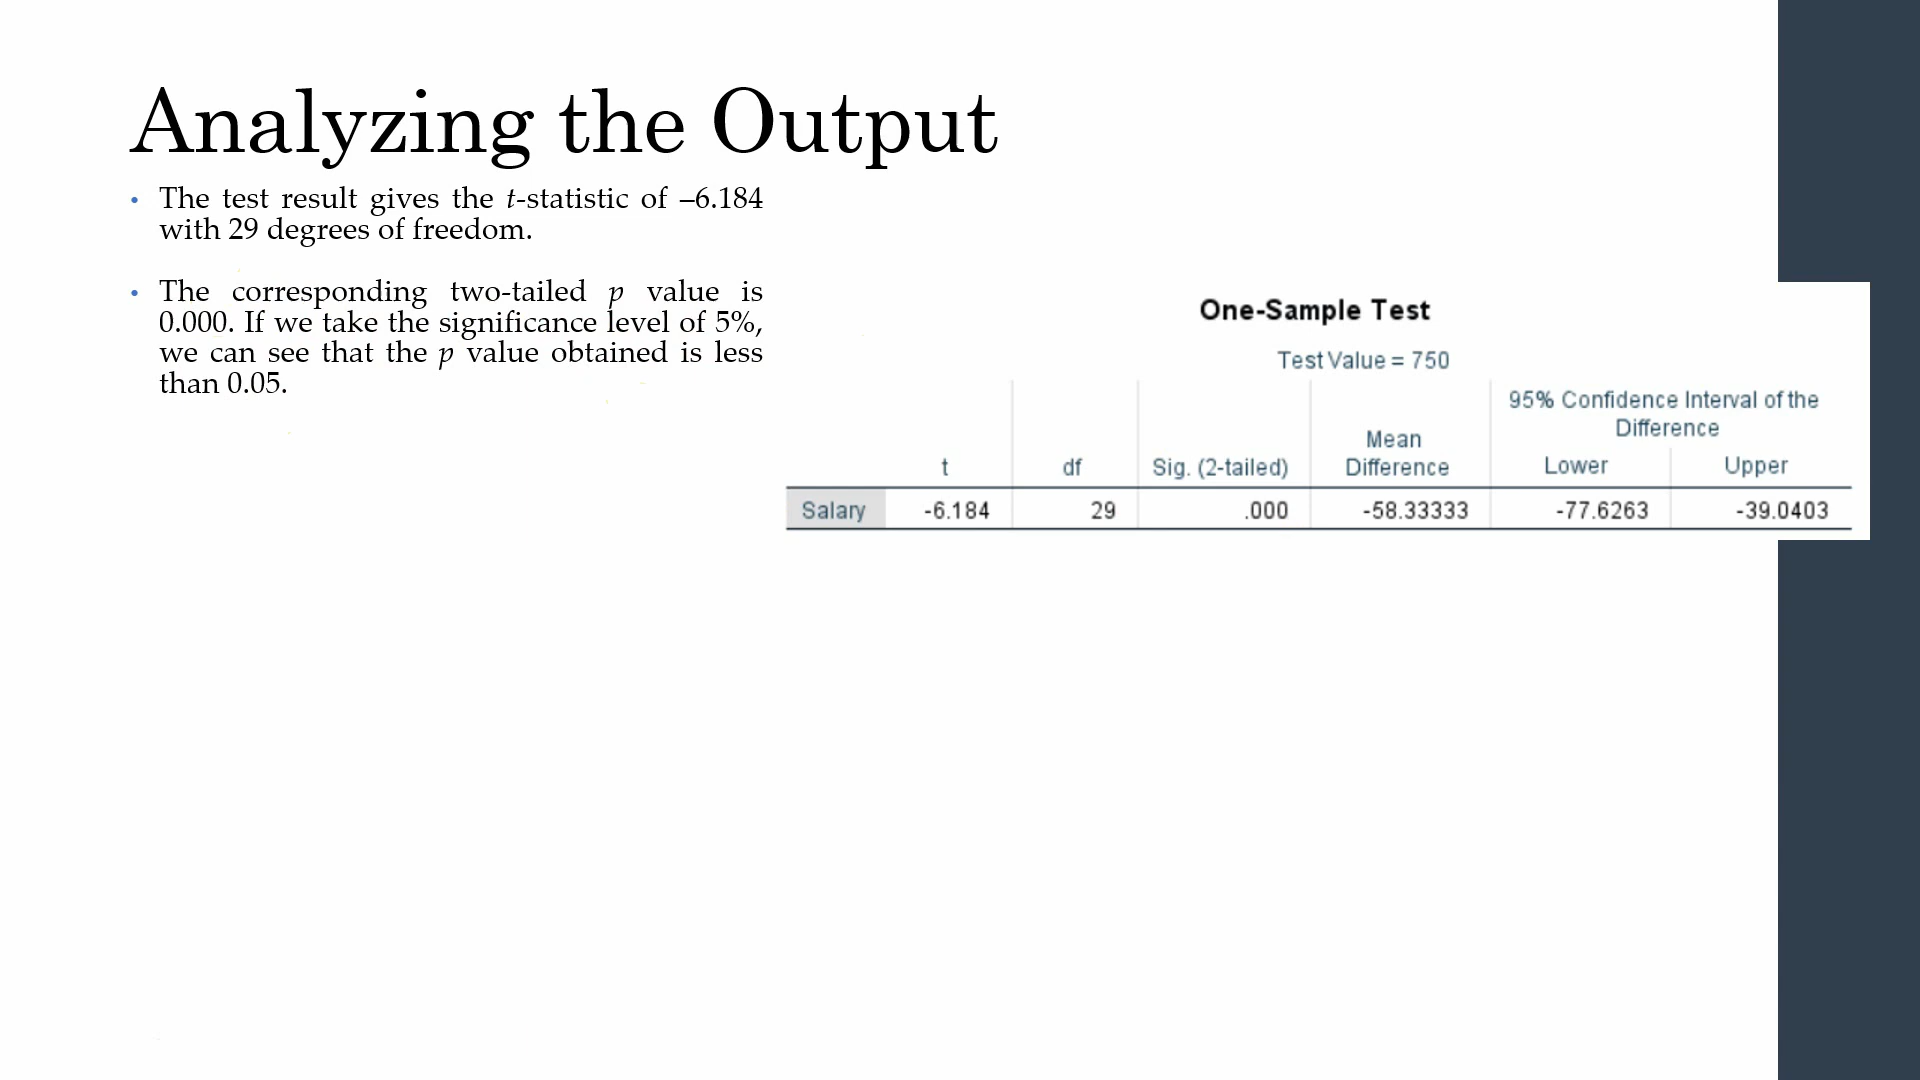 Analyzing the Output
• The test result gives the t-statistic of –6.184
with 29 degrees of freedom.
• The corresponding two-tailed p value is
0.000. If we take the significance level of 5%,
we can see that the p value obtained is less
than 0.05.
One-Sample Test
Test Value = 750
95% Confidence Interval of the
Difference
t df Sig. (2-tailed) Mean Difference Lower Upper
Salary -6.184 29 .000 -58.33333 -77.6263 -39.0403